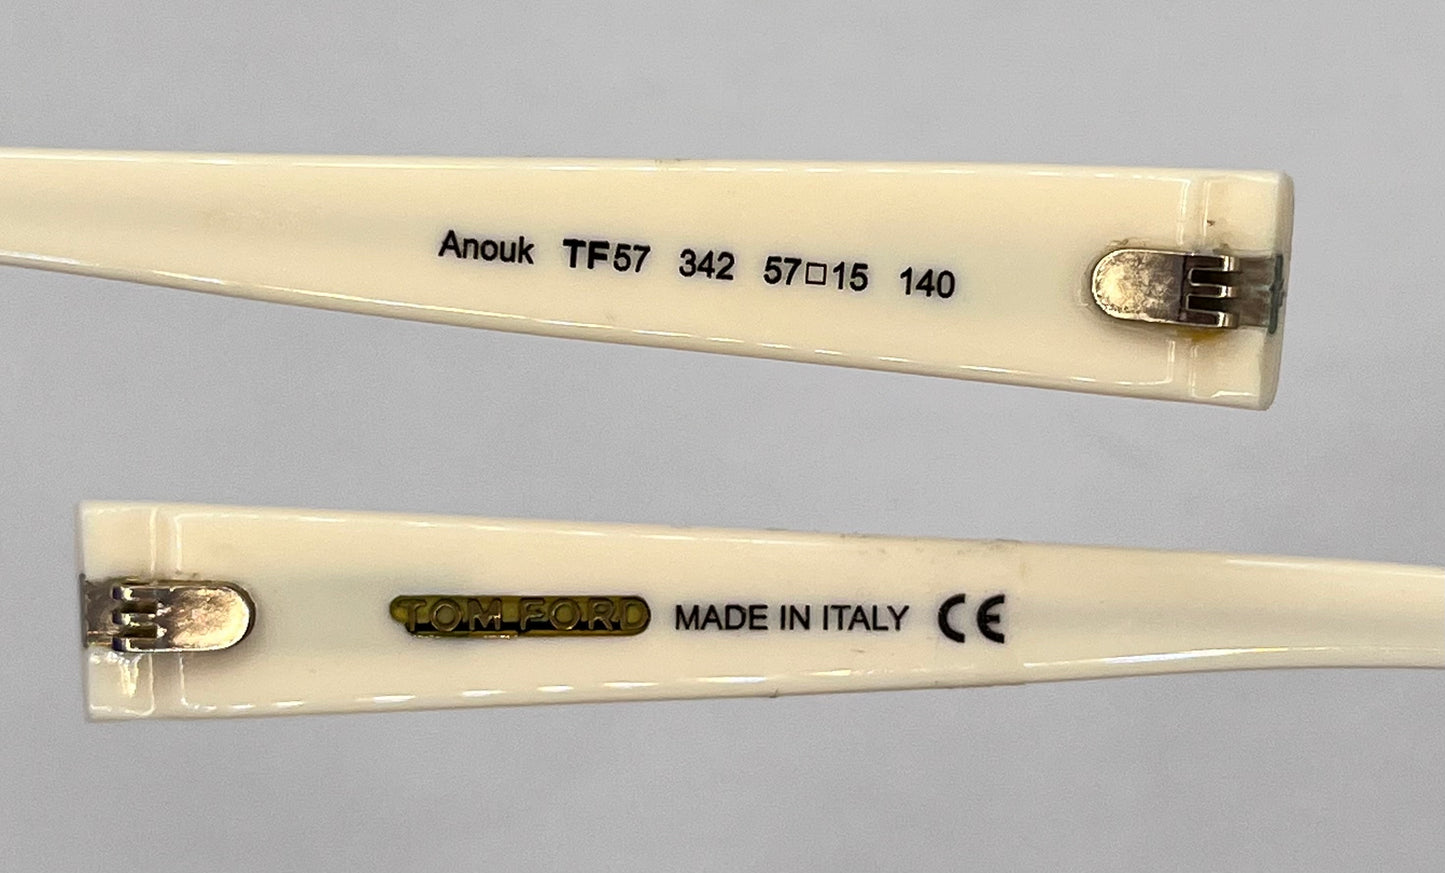 Anouk TF57 342 57□15 140
TOM FORD MADE IN ITALY CE